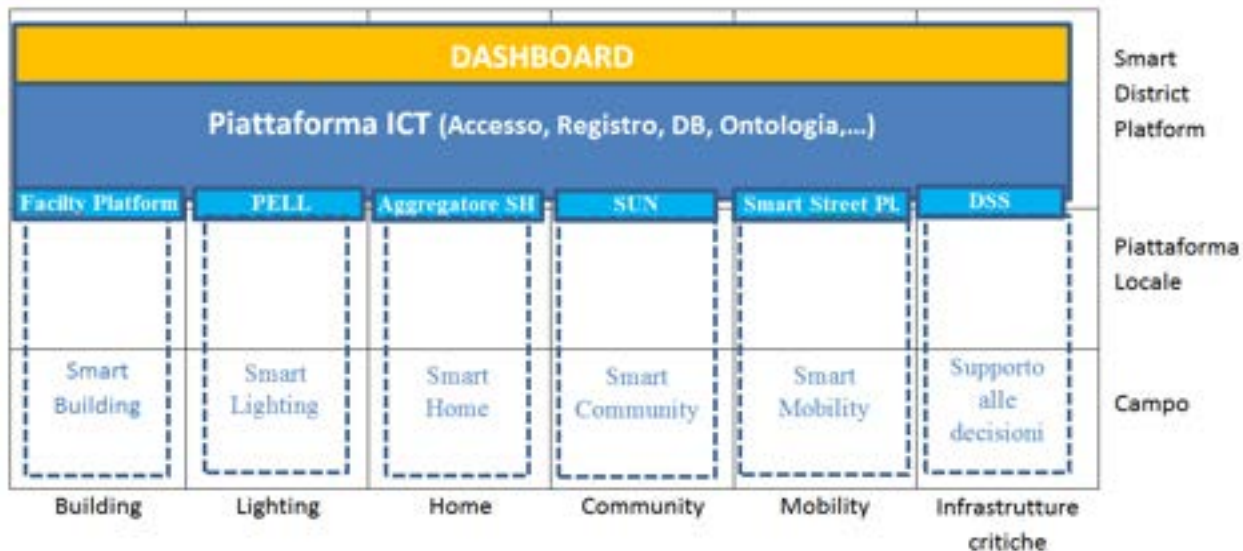 DASHBOARD
Piattaforma ICT (Accesso, Registro, DB, Ontologia,...)
Smart
District
Platform
Facilty Platform
PELL
Aggregatore SH
SUN
Smart Street Pl.
DSS
Piattaforma
Locale
Smart
Building
Smart
Lighting
Smart
Home
Smart
Community
Smart
Mobility
Supporto
alle
decisioni
Campo
Building
Lighting
Home
Community
Mobility
Infrastrutture
critiche